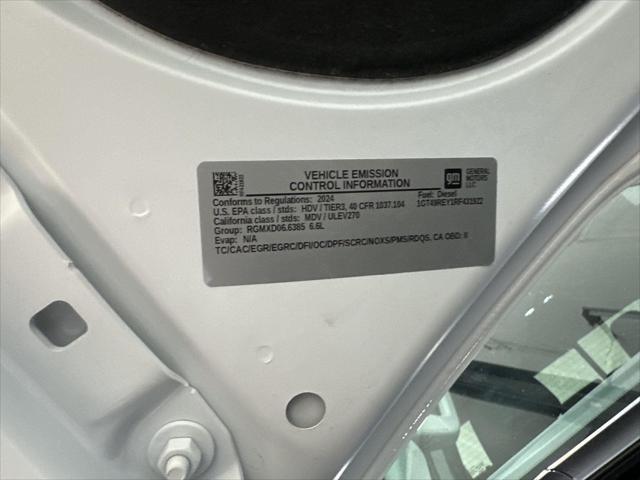 VEHICLE EMISSION
CONTROL INFORMATION
gm
GENERAL
MOTORS
LLC
Conforms to Regulations: 2024
Fuel: Diesel
U.S. EPA class / stds: HDV / TIER3, 40 CFR 1037.104
1GT49REY1RF431922
California class / stds: MDV / ULEV270
Group: RGMXD06.6385 6.6L
Evap: N/A
TC/CAC/EGR/EGRC/DFI/OC/DPF/SCRC/NOXS/PMS/RDQS. CA OBD: II